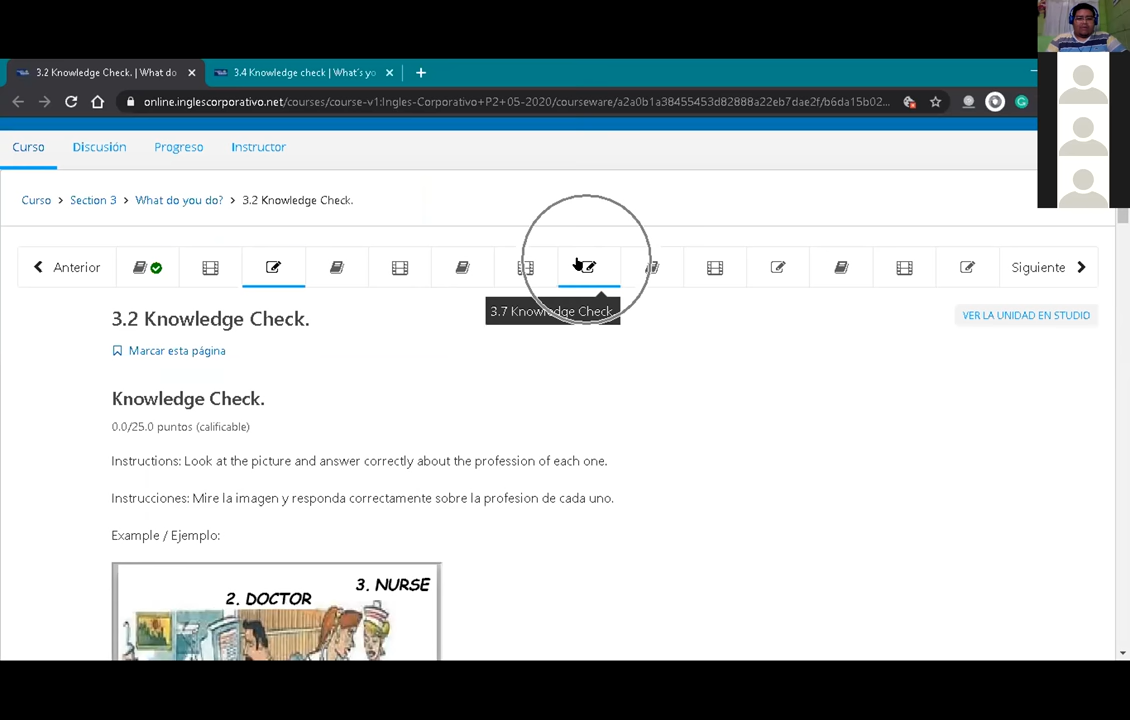 3.2 Knowledge Check. | What do
3.4 Knowledge check | What's yo
online.inglescorporativo.net/courses/course-v1:Ingles-Corporativo+P2+05-2020/courseware/a2a0b1a38455453d82888a22eb7dae2f/b6da15b02...
Curso Discusión Progreso Instructor
Curso > Section 3 > What do you do? > 3.2 Knowledge Check.
Anterior Siguiente
3.7 Knowledge Check.
3.2 Knowledge Check.
VER LA UNIDAD EN STUDIO
Marcar esta página
Knowledge Check.
0.0/25.0 puntos (calificable)
Instructions: Look at the picture and answer correctly about the profession of each one.
Instrucciones: Mire la imagen y responda correctamente sobre la profesion de cada uno.
Example / Ejemplo:
3. NURSE
2. DOCTOR